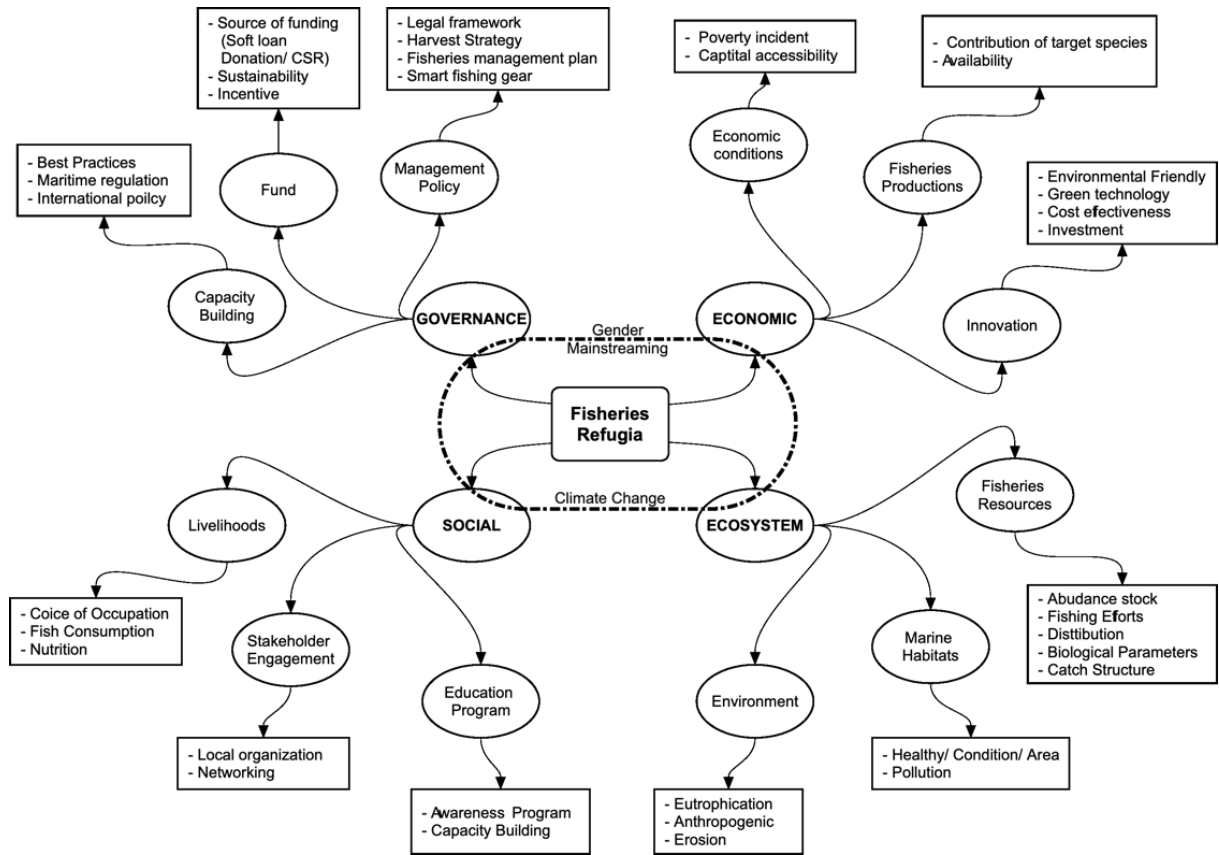 - Source of funding
(Soft loan
Donation/ CSR)
- Sustainability
- Incentive
- Legal framework
- Harvest Strategy
- Fisheries management plan
- Smart fishing gear
- Poverty incident
- Captital accessibility
- Contribution of target species
- Availability
- Best Practices
- Maritime regulation
- International poilcy
Fund
Management
Policy
Economic
conditions
Fisheries
Productions
- Environmental Friendly
- Green technology
- Cost efectiveness
- Investment
Capacity
Building
GOVERNANCE
ECONOMIC
Innovation
Gender
Mainstreaming
Fisheries
Refugia
Climate Change
Livelihoods
SOCIAL
ECOSYSTEM
Fisheries
Resources
- Coice of Occupation
- Fish Consumption
- Nutrition
Stakeholder
Engagement
Education
Program
Environment
Marine
Habitats
- Abudance stock
- Fishing Eforts
- Disttibution
- Biological Parameters
- Catch Structure
- Local organization
- Networking
- Healthy/ Condition/ Area
- Pollution
- Awareness Program
- Capacity Building
- Eutrophication
- Anthropogenic
- Erosion